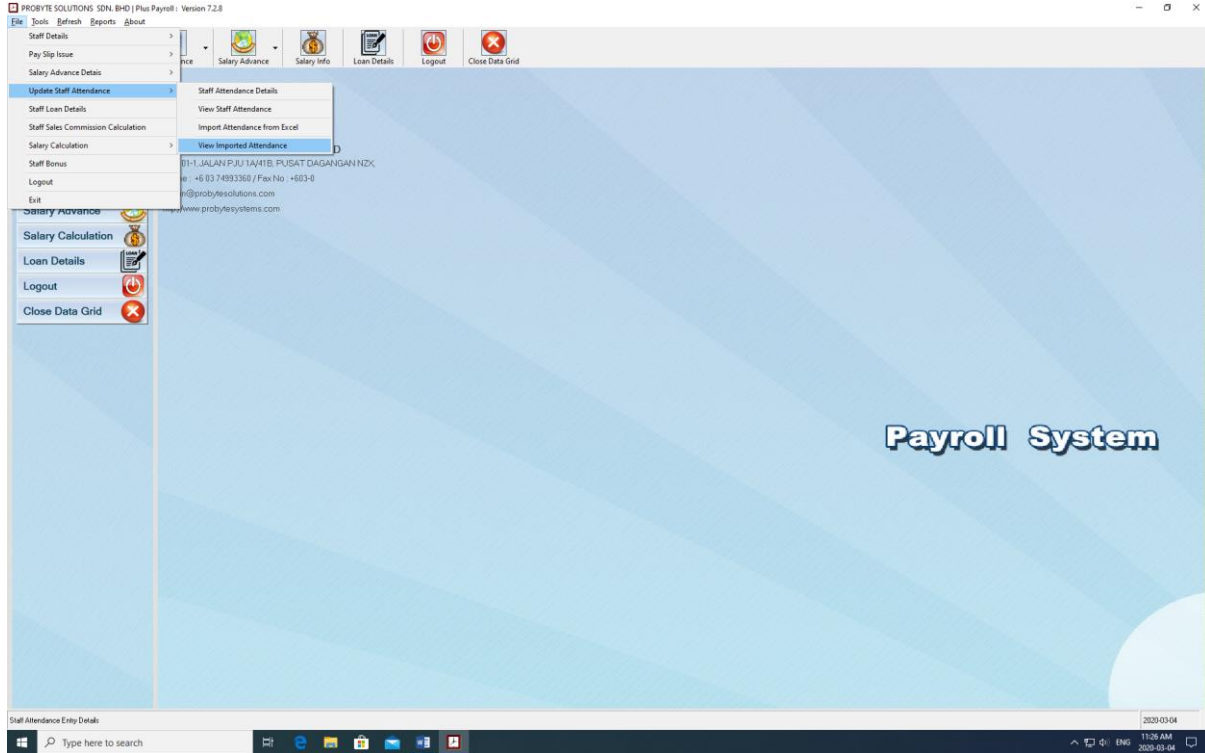 PROBYTE SOLUTIONS SDN. BHD | Plus Payroll : Version 7.2.8
File Tools Refresh Reports About
nce Salary Advance Salary Info Loan Details Logout Close Data Grid
Staff Details
Pay Slip Issue
Salary Advance Detais
Update Staff Attendance
Staff Loan Details
Staff Sales Commission Calculation
Salary Calculation
Staff Bonus
Logout
Exit
Staff Attendance Details
View Staff Attendance
Import Attendance from Excel
View Imported Attendance
D
01-1, JALAN PJU 1A/41B, PUSAT DAGANGAN NZX,
e : +6 03 74993360 / Fax No : +603-0
n@probytesolutions.com
www.probytesystems.com
Salary Advance
Salary Calculation
Loan Details
Logout
Close Data Grid
Payroll System
Staff Attendance Entry Details
2020-03-04
Type here to search
ENG
11:26 AM
2020-03-04